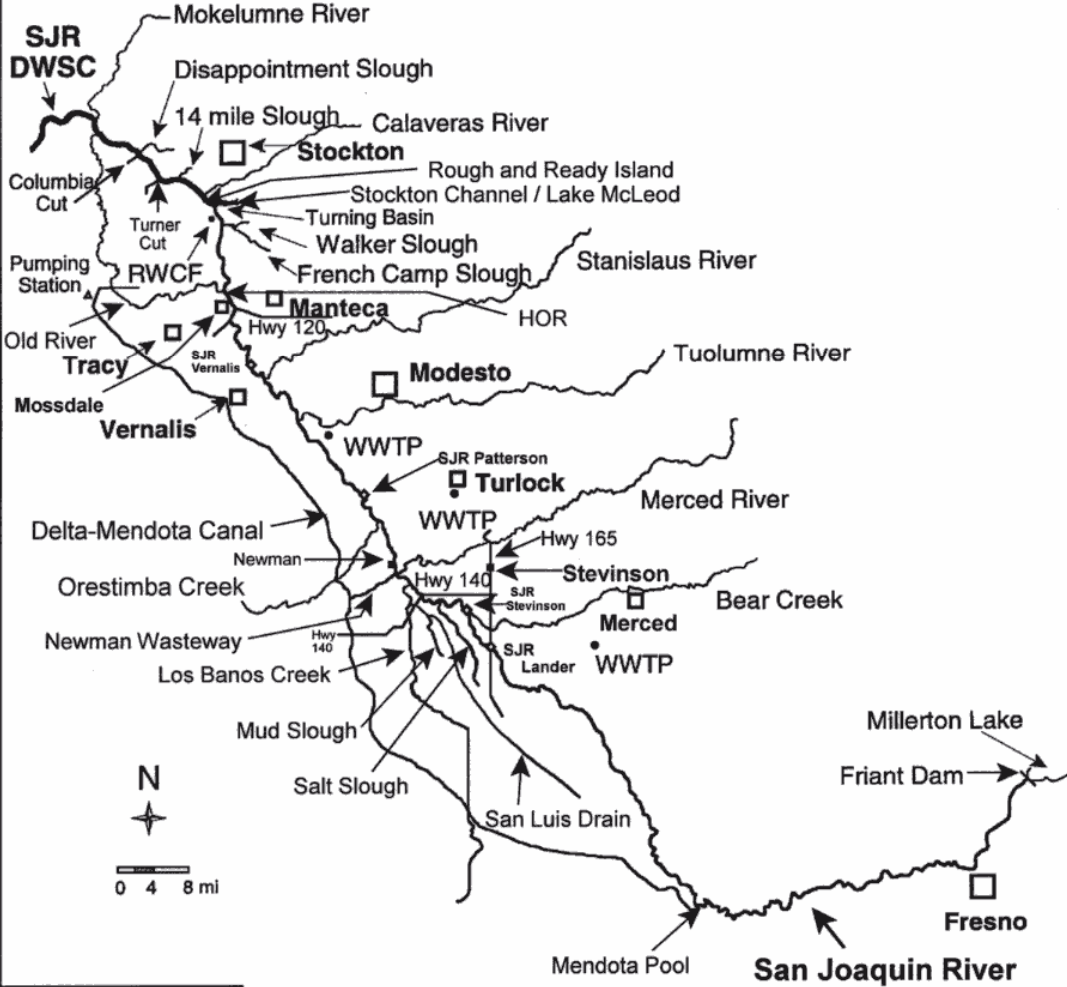 Mokelumne River
SJR
DWSC
Disappointment Slough
14 mile Slough
Calaveras River
Stockton
Rough and Ready Island
Columbia
Cut
Stockton Channel / Lake McLeod
Turner
Cut
Turning Basin
Walker Slough
Pumping
Station
RWCF
French Camp Slough
Stanislaus River
Manteca
HOR
Hwy 120
Old River
Tracy
SJR
Vernalis
Tuolumne River
Modesto
Mossdale
Vernalis
WWTP
SJR Patterson
Turlock
WWTP
Merced River
Delta-Mendota Canal
Hwy 165
Newman
Stevinson
Hwy 140
Orestimba Creek
SJR
Stevinson
Bear Creek
Merced
Newman Wasteway
Hwy
140
SJR
Lander
WWTP
Los Banos Creek
Mud Slough
Millerton Lake
Salt Slough
Friant Dam
N
San Luis Drain
0 4 8 mi
Fresno
Mendota Pool
San Joaquin River